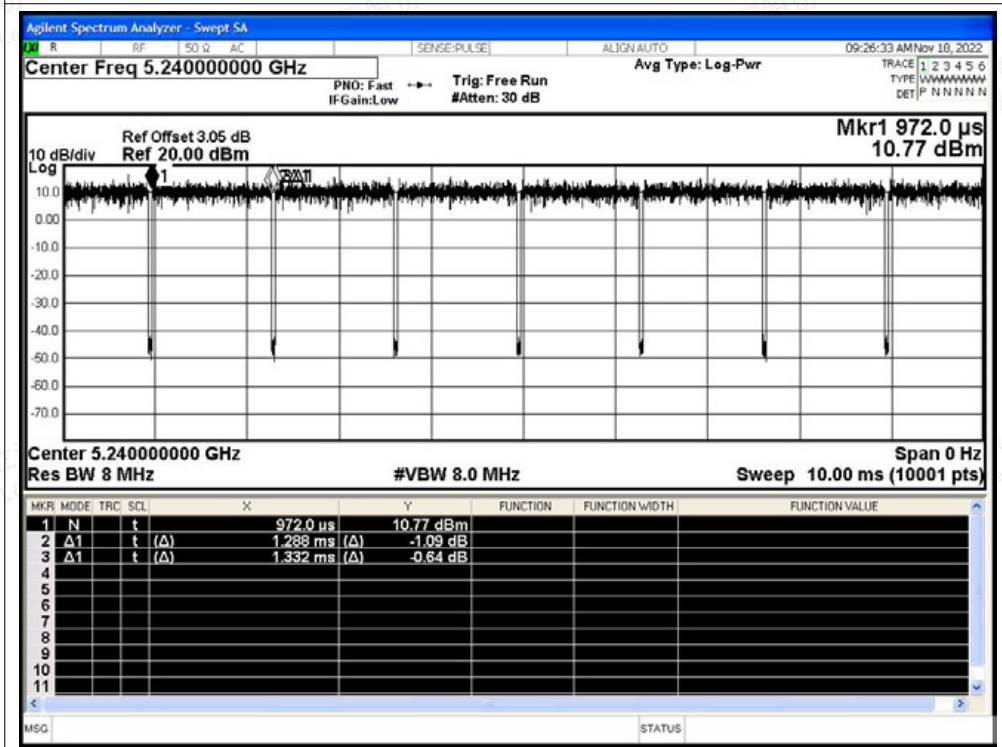 Agilent Spectrum Analyzer - Swept SA
LXI R RF 50 Ω AC SENSE:PULSE ALIGN AUTO 09:26:33 AM Nov 18, 2022
Center Freq 5.240000000 GHz
PNO: Fast
IFGain:Low
Trig: Free Run
#Atten: 30 dB
Avg Type: Log-Pwr
TRACE 1 2 3 4 5 6
TYPE WWWWWW
DET P N N N N N
Mkr1 972.0 µs
10.77 dBm
Ref Offset 3.05 dB
10 dB/div Ref 20.00 dBm
Log
1
10.0
0.00
-10.0
-20.0
-30.0
-40.0
-50.0
-60.0
-70.0
Center 5.240000000 GHz Span 0 Hz
Res BW 8 MHz #VBW 8.0 MHz Sweep 10.00 ms (10001 pts)
MKR MODE TRC SCL X Y FUNCTION FUNCTION WIDTH FUNCTION VALUE
1 N t 972.0 µs 10.77 dBm
2 Δ1 t (Δ) 1.288 ms (Δ) -1.09 dB
3 Δ1 t (Δ) 1.332 ms (Δ) -0.64 dB
4
5
6
7
8
9
10
11
MSG STATUS